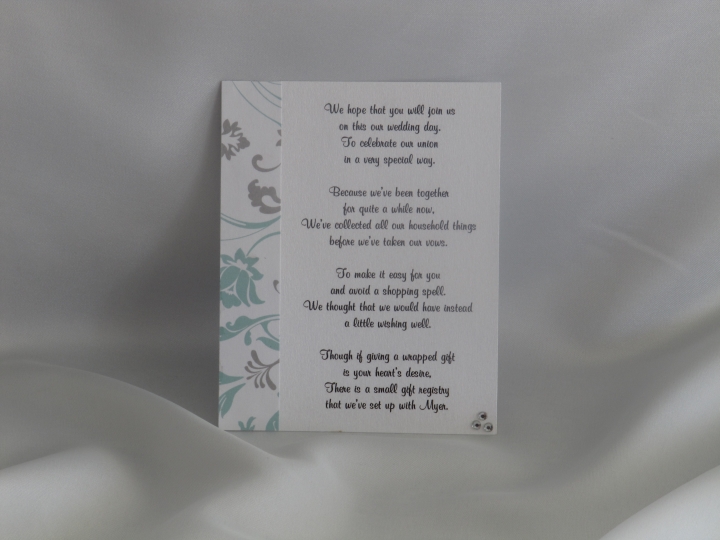 We hope that you will join us
on this our wedding day,
To celebrate our union
in a very special way.
Because we've been together
for quite a while now,
We've collected all our household things
before we've taken our vows.
To make it easy for you
and avoid a shopping spell.
We thought that we would have instead
a little wishing well.
Though if giving a wrapped gift
is your heart's desire,
There is a small gift registry
that we've set up with Myer.